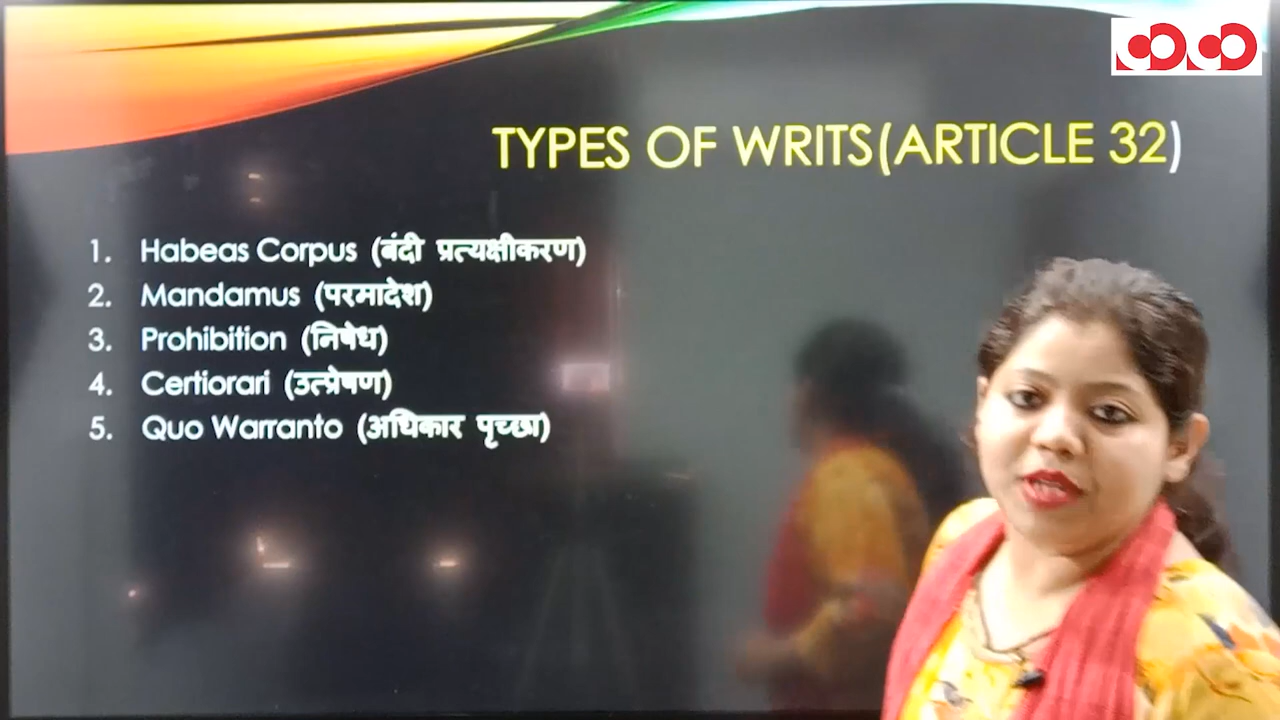 TYPES OF WRITS(ARTICLE 32)
1. Habeas Corpus (बंदी प्रत्यक्षीकरण)
2. Mandamus (परमादेश)
3. Prohibition (निषेध)
4. Certiorari (उत्प्रेषण)
5. Quo Warranto (अधिकार पृच्छा)